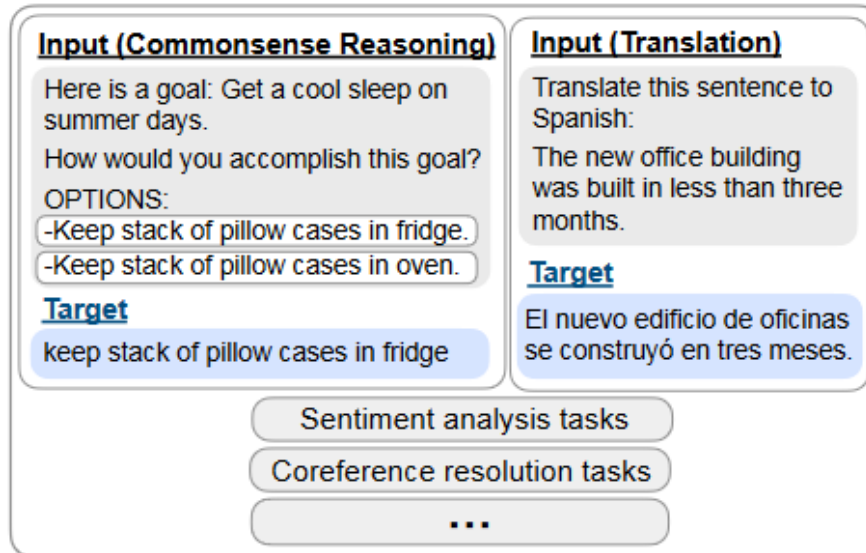 Input (Commonsense Reasoning)
Here is a goal: Get a cool sleep on
summer days.
How would you accomplish this goal?
OPTIONS:
-Keep stack of pillow cases in fridge.
-Keep stack of pillow cases in oven.
Target
keep stack of pillow cases in fridge
Input (Translation)
Translate this sentence to
Spanish:
The new office building
was built in less than three
months.
Target
El nuevo edificio de oficinas
se construyó en tres meses.
Sentiment analysis tasks
Coreference resolution tasks
...